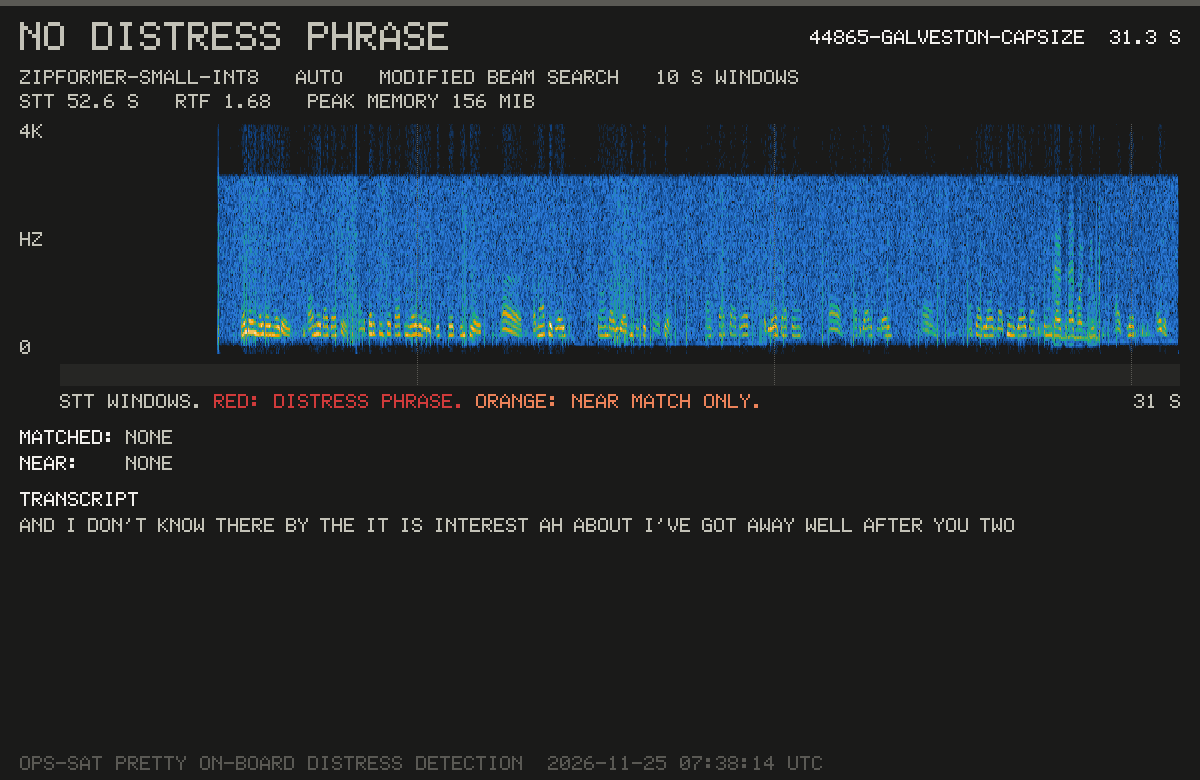 NO DISTRESS PHRASE
44865-GALVESTON-CAPSIZE 31.3 S
ZIPFORMER-SMALL-INT8 AUTO MODIFIED BEAM SEARCH 10 S WINDOWS
STT 52.6 S RTF 1.68 PEAK MEMORY 156 MIB
4K
HZ
0
STT WINDOWS. RED: DISTRESS PHRASE. ORANGE: NEAR MATCH ONLY. 31 S
MATCHED: NONE
NEAR: NONE
TRANSCRIPT
AND I DON'T KNOW THERE BY THE IT IS INTEREST AH ABOUT I'VE GOT AWAY WELL AFTER YOU TWO
OPS-SAT PRETTY ON-BOARD DISTRESS DETECTION 2026-11-25 07:38:14 UTC